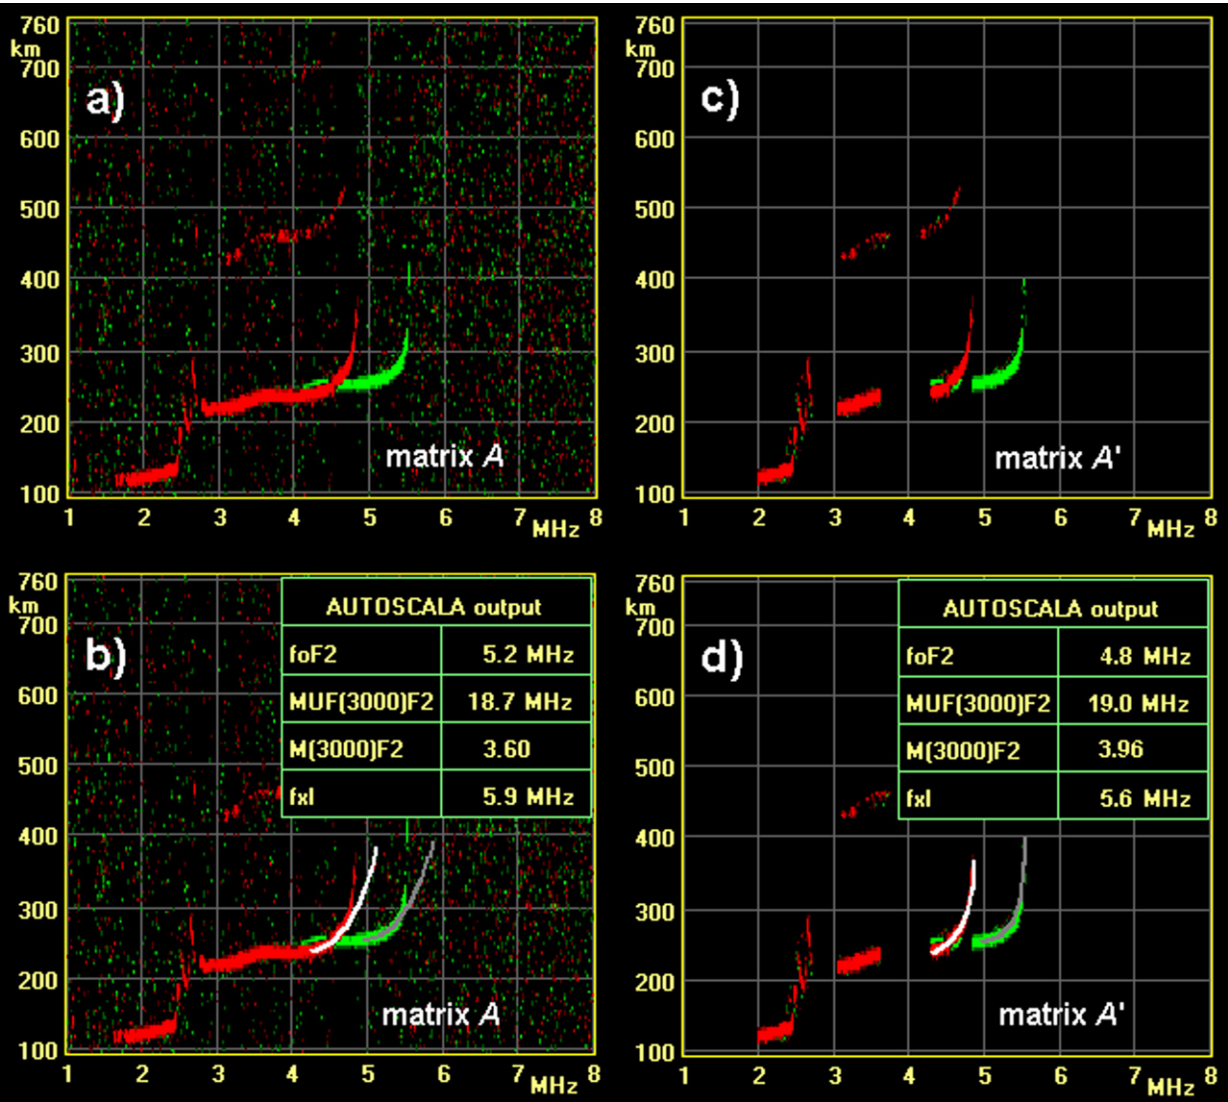 760
km
700
a)
600
500
400
300
200
matrix A
100
1 2 3 4 5 6 7 8
MHz
760
km
700
c)
600
500
400
300
200
matrix A'
100
1 2 3 4 5 6 7 8
MHz
760
km
700
b)
600
500
400
300
200
100
AUTOSCALA output
foF2 5.2 MHz
MUF(3000)F2 18.7 MHz
M(3000)F2 3.60
fxI 5.9 MHz
matrix A
1 2 3 4 5 6 7 8
MHz
760
km
700
d)
600
500
400
300
200
100
AUTOSCALA output
foF2 4.8 MHz
MUF(3000)F2 19.0 MHz
M(3000)F2 3.96
fxI 5.6 MHz
matrix A'
1 2 3 4 5 6 7 8
MHz